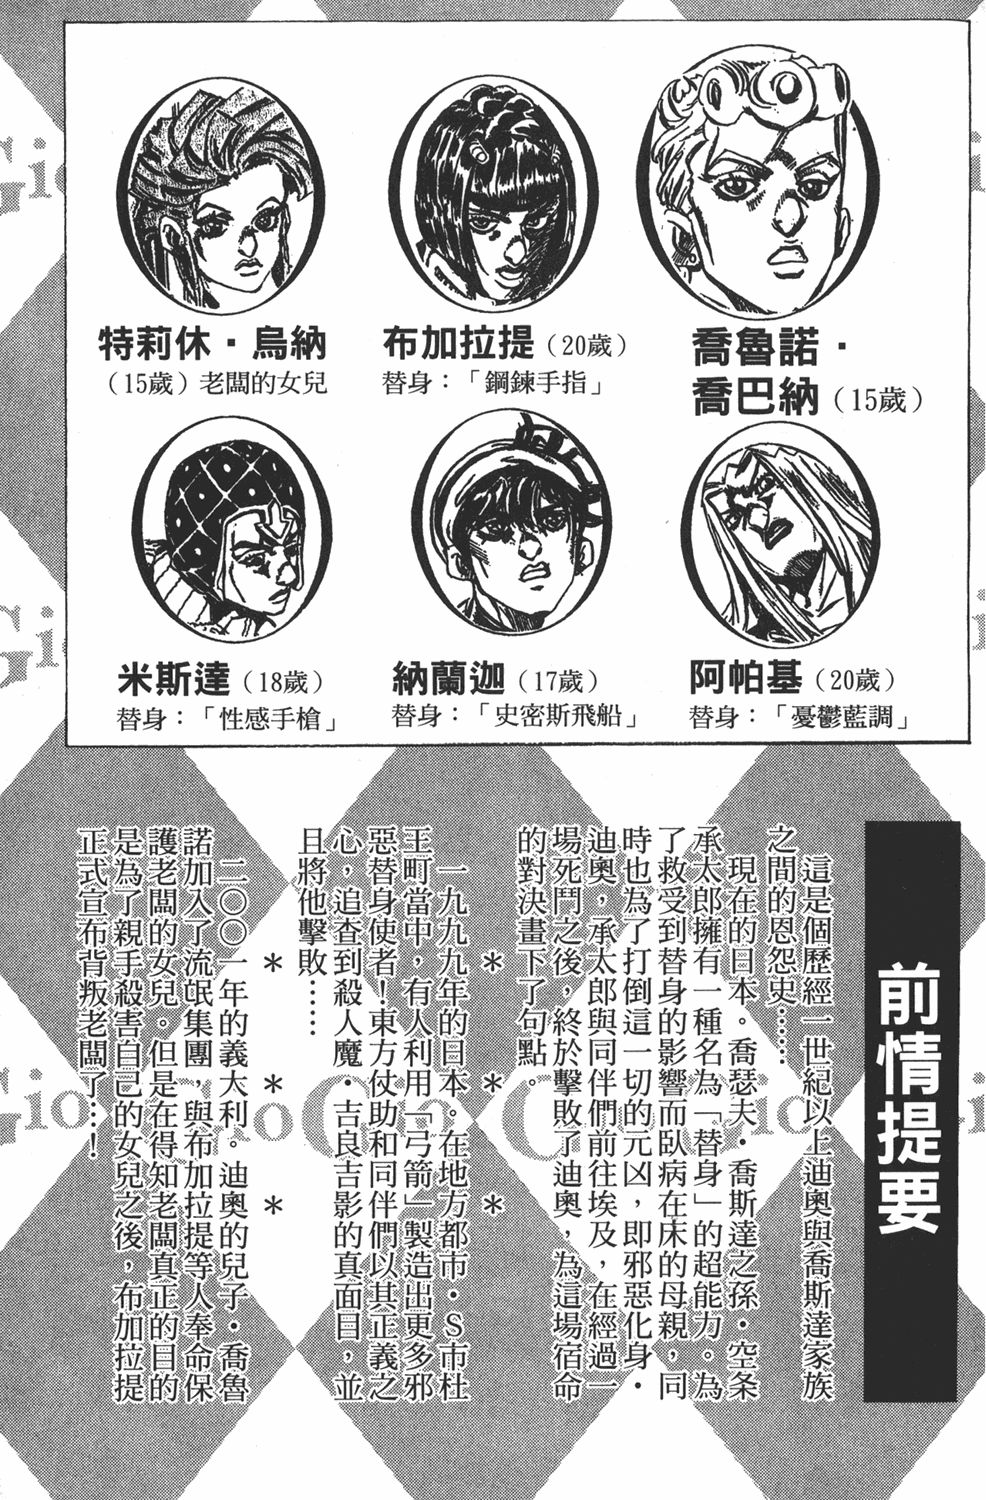 喬魯諾·
喬巴納（15歲）
布加拉提（20歲）
替身：「鋼鍊手指」
特莉休·烏納
（15歲）老闆的女兒
阿帕基（20歲）
替身：「憂鬱藍調」
納蘭迦（17歲）
替身：「史密斯飛船」
米斯達（18歲）
替身：「性感手槍」
前情提要
這是個歷經一世紀以上迪奧與喬斯達家族
之間的恩怨史……
現在的日本。喬瑟夫·喬斯達之孫·空条
承太郎擁有一種名為「替身」的超能力。為
了救受到替身的影響而臥病在床的母親，同
時也為了打倒這一切的元凶，即邪惡化身·
迪奧，承太郎與同伴們前往埃及，在經過一
場死鬥之後，終於擊敗了迪奧，為這場宿命
的對決畫下了句點。
＊　＊　＊
一九九九年的日本。在地方都市·S市杜
王町當中，有人利用「弓箭」製造出更多邪
惡替身使者！東方仗助和同伴們以其正義之
心，追查到殺人魔·吉良吉影的真面目，並
且將他擊敗……
＊　＊　＊
二〇〇一年的義大利。迪奧的兒子·喬魯
諾加入了流氓集團，與布加拉提等人奉命保
護老闆的女兒。但是在得知老闆真正的目的
是為了親手殺害自己的女兒之後，布加拉提
正式宣布背叛老闆了…！
Gio
Gio
Gio
Gio
Gio
Gio